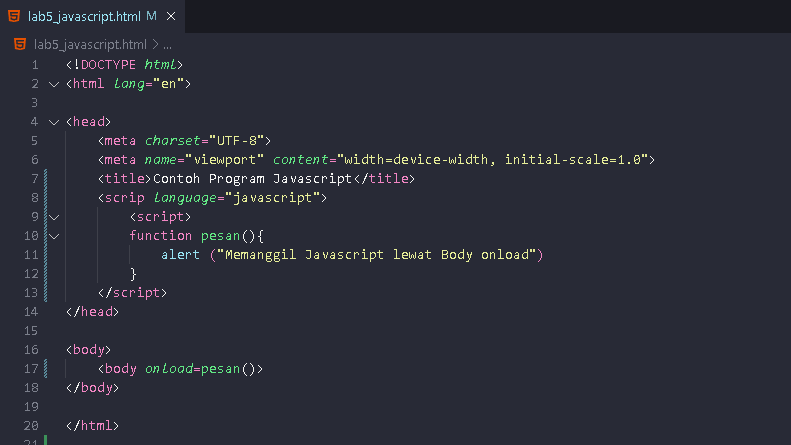 lab5_javascript.html M ×
lab5_javascript.html > ...
1 <!DOCTYPE html>
2 <html lang="en">
3
4 <head>
5 <meta charset="UTF-8">
6 <meta name="viewport" content="width=device-width, initial-scale=1.0">
7 <title>Contoh Program Javascript</title>
8 <scrip language="javascript">
9 <script>
10 function pesan(){
11 alert ("Memanggil Javascript lewat Body onload")
12 }
13 </script>
14 </head>
15
16 <body>
17 <body onload=pesan()>
18 </body>
19
20 </html>
21